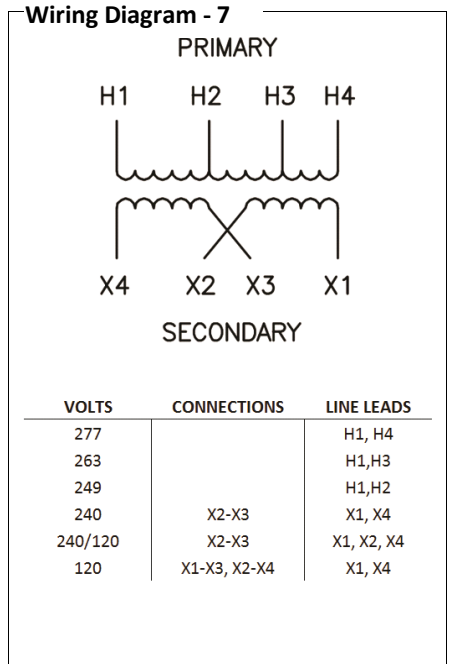 Wiring Diagram - 7
PRIMARY
H1 H2 H3 H4
X4 X2 X3 X1
SECONDARY
VOLTS CONNECTIONS LINE LEADS
277 H1, H4
263 H1,H3
249 H1,H2
240 X2-X3 X1, X4
240/120 X2-X3 X1, X2, X4
120 X1-X3, X2-X4 X1, X4